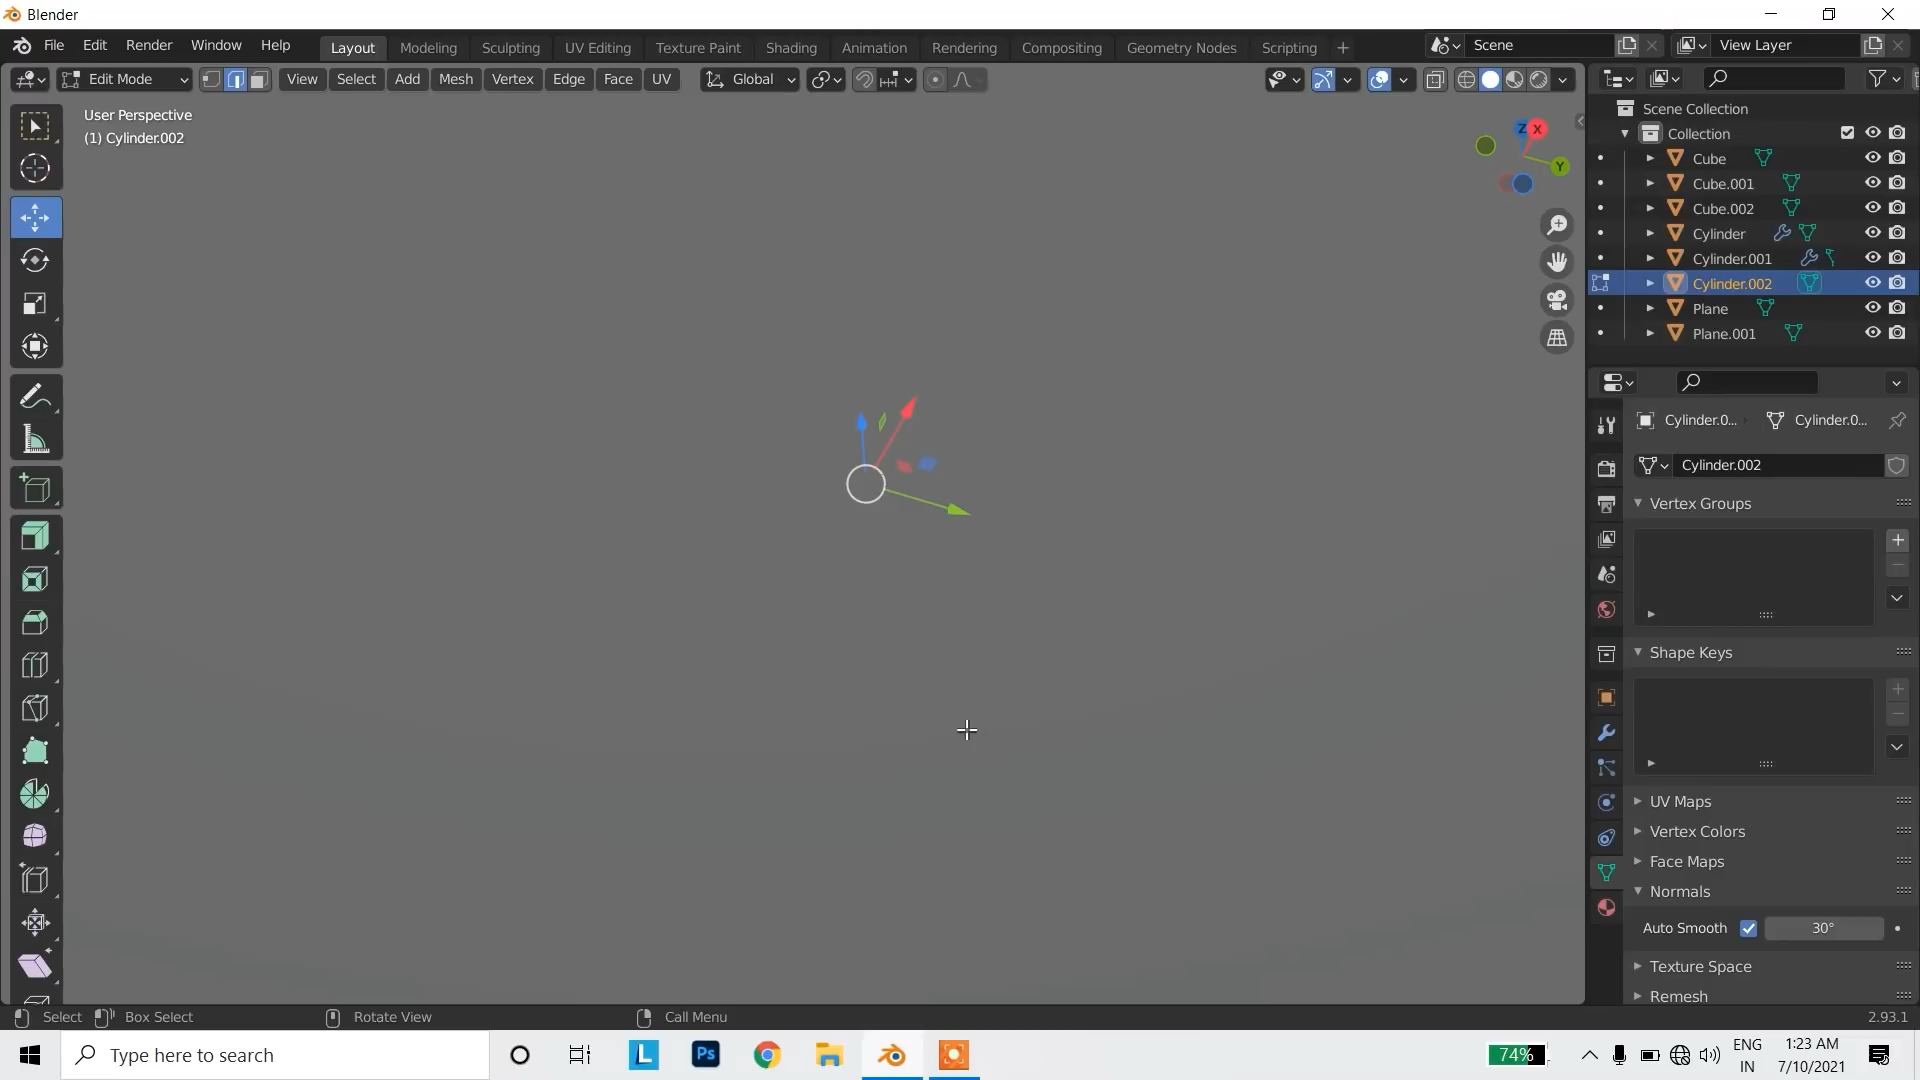 Blender
File Edit Render Window Help Layout Modeling Sculpting UV Editing Texture Paint Shading Animation Rendering Compositing Geometry Nodes Scripting + Scene View Layer
Edit Mode View Select Add Mesh Vertex Edge Face UV Global
User Perspective
(1) Cylinder.002
Z X
Y
Scene Collection
Collection
Cube
Cube.001
Cube.002
Cylinder
Cylinder.001
Cylinder.002
Plane
Plane.001
Cylinder.0... Cylinder.0...
Cylinder.002
Vertex Groups
Shape Keys
UV Maps
Vertex Colors
Face Maps
Normals
Auto Smooth 30°
Texture Space
Remesh
Select Box Select Rotate View Call Menu 2.93.1
Type here to search L Ps 74% ENG 1:23 AM
IN 7/10/2021